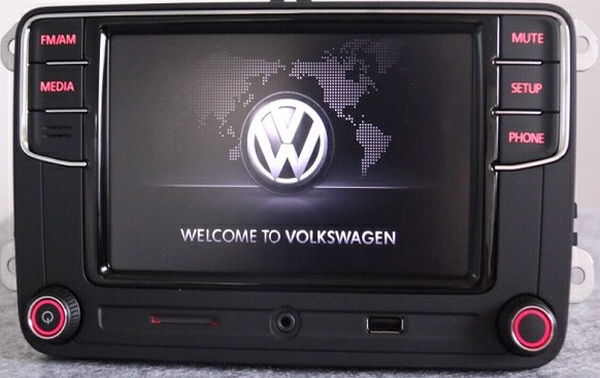 FM/AM
MEDIA
MUTE
SETUP
PHONE
WELCOME TO VOLKSWAGEN